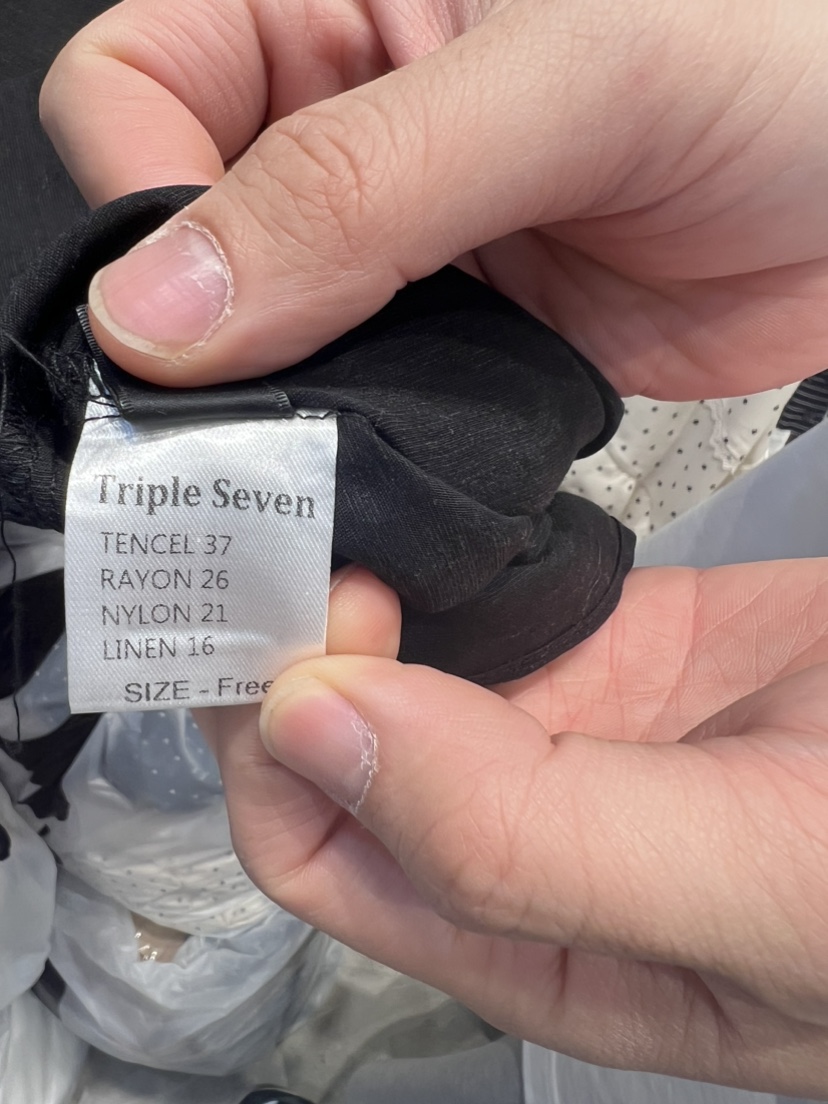 Triple Seven
TENCEL 37
RAYON 26
NYLON 21
LINEN 16
SIZE - Free